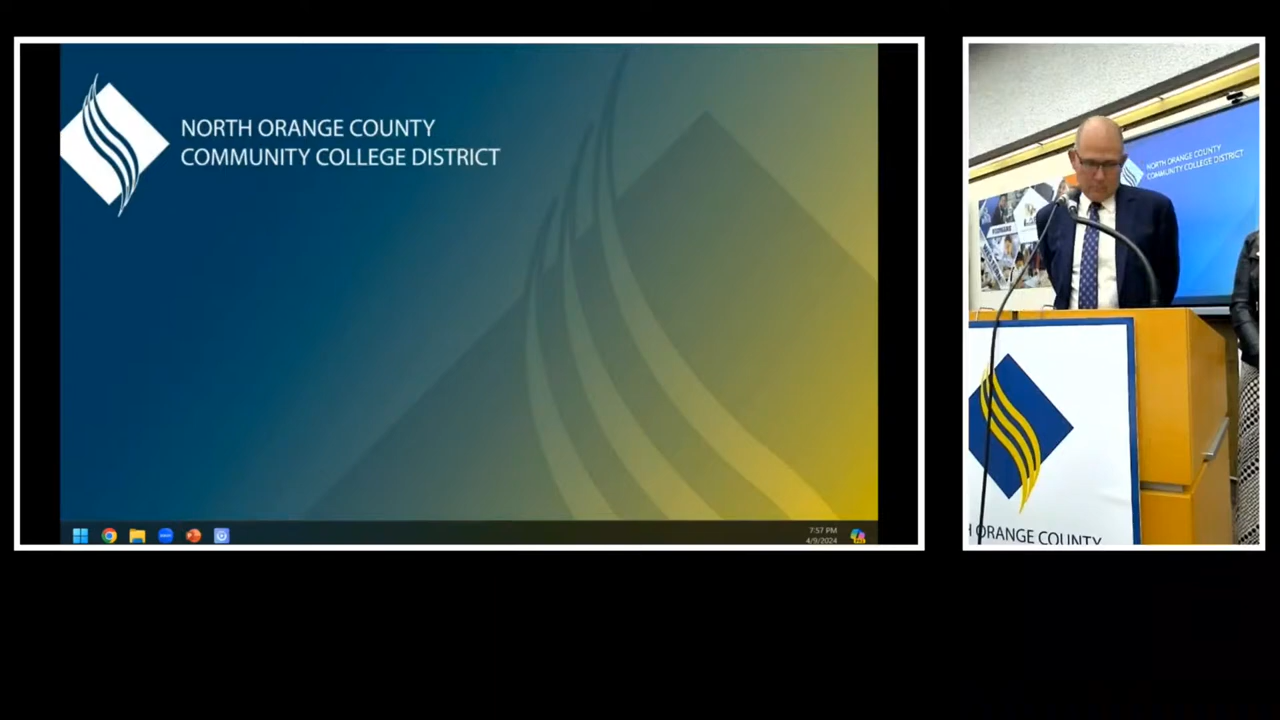 NORTH ORANGE COUNTY
COMMUNITY COLLEGE DISTRICT
7:57 PM
4/9/2024
NORTH ORANGE COUNTY
COMMUNITY COLLEGE DISTRICT
H ORANGE COUNTY